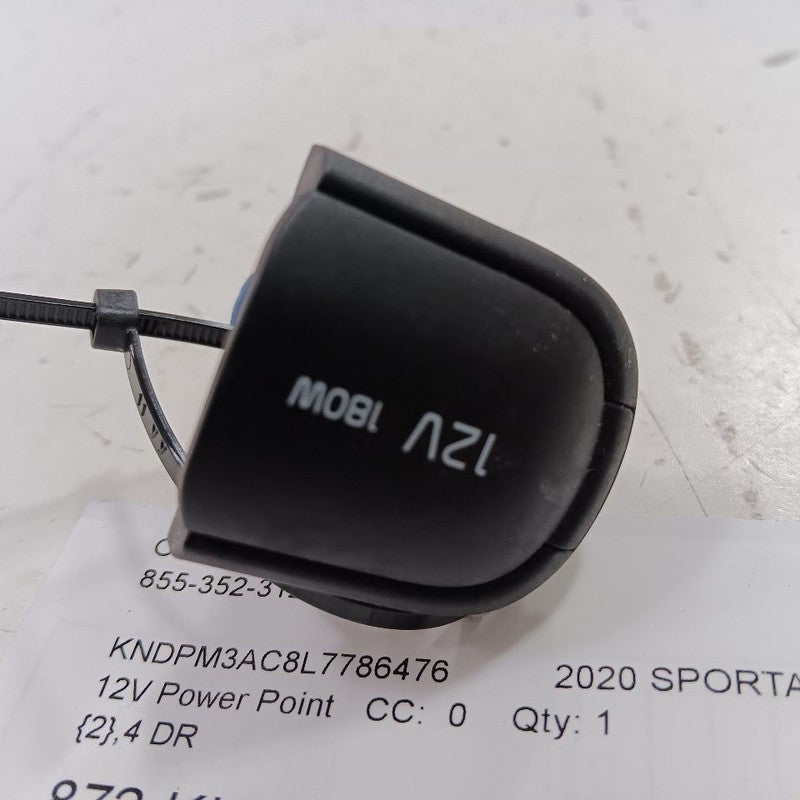 12V 180W
855-352-31
KNDPM3AC8L7786476 2020 SPORTA
12V Power Point CC: 0 Qty: 1
{2},4 DR